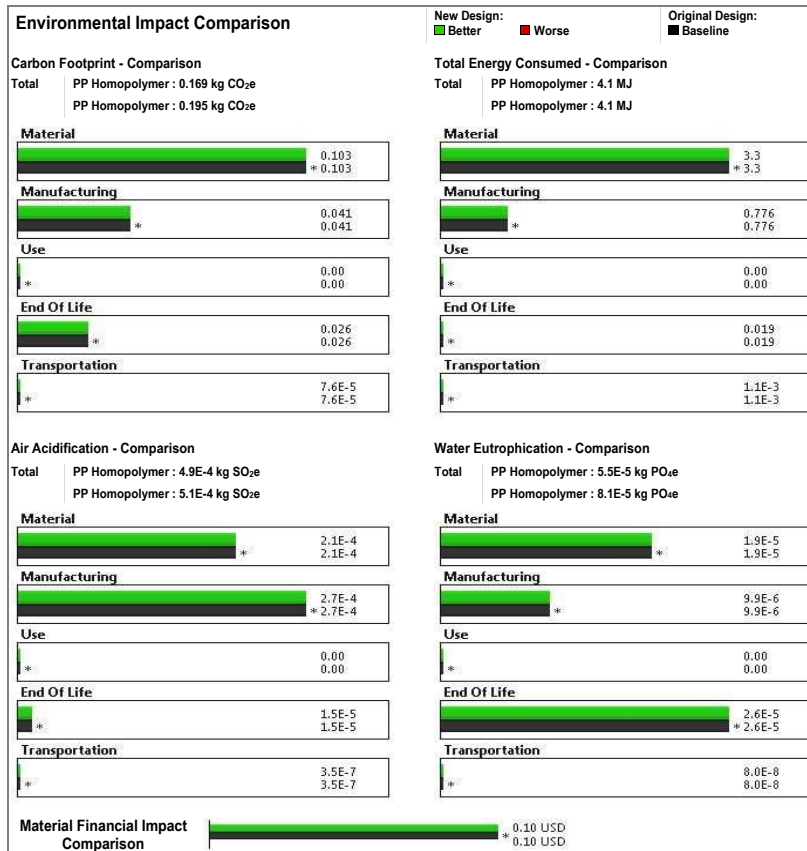 Environmental Impact Comparison
New Design:
Better
Worse
Original Design:
Baseline
Carbon Footprint - Comparison
Total PP Homopolymer : 0.169 kg CO₂e
PP Homopolymer : 0.195 kg CO₂e
Material
0.103
* 0.103
Manufacturing
0.041
* 0.041
Use
0.00
* 0.00
End Of Life
0.026
* 0.026
Transportation
7.6E-5
* 7.6E-5
Total Energy Consumed - Comparison
Total PP Homopolymer : 4.1 MJ
PP Homopolymer : 4.1 MJ
Material
3.3
* 3.3
Manufacturing
0.776
* 0.776
Use
0.00
* 0.00
End Of Life
0.019
* 0.019
Transportation
1.1E-3
* 1.1E-3
Air Acidification - Comparison
Total PP Homopolymer : 4.9E-4 kg SO₂e
PP Homopolymer : 5.1E-4 kg SO₂e
Material
2.1E-4
* 2.1E-4
Manufacturing
2.7E-4
* 2.7E-4
Use
0.00
* 0.00
End Of Life
1.5E-5
* 1.5E-5
Transportation
3.5E-7
* 3.5E-7
Water Eutrophication - Comparison
Total PP Homopolymer : 5.5E-5 kg PO₄e
PP Homopolymer : 8.1E-5 kg PO₄e
Material
1.9E-5
* 1.9E-5
Manufacturing
9.9E-6
* 9.9E-6
Use
0.00
* 0.00
End Of Life
2.6E-5
* 2.6E-5
Transportation
8.0E-8
* 8.0E-8
Material Financial Impact
Comparison
0.10 USD
* 0.10 USD